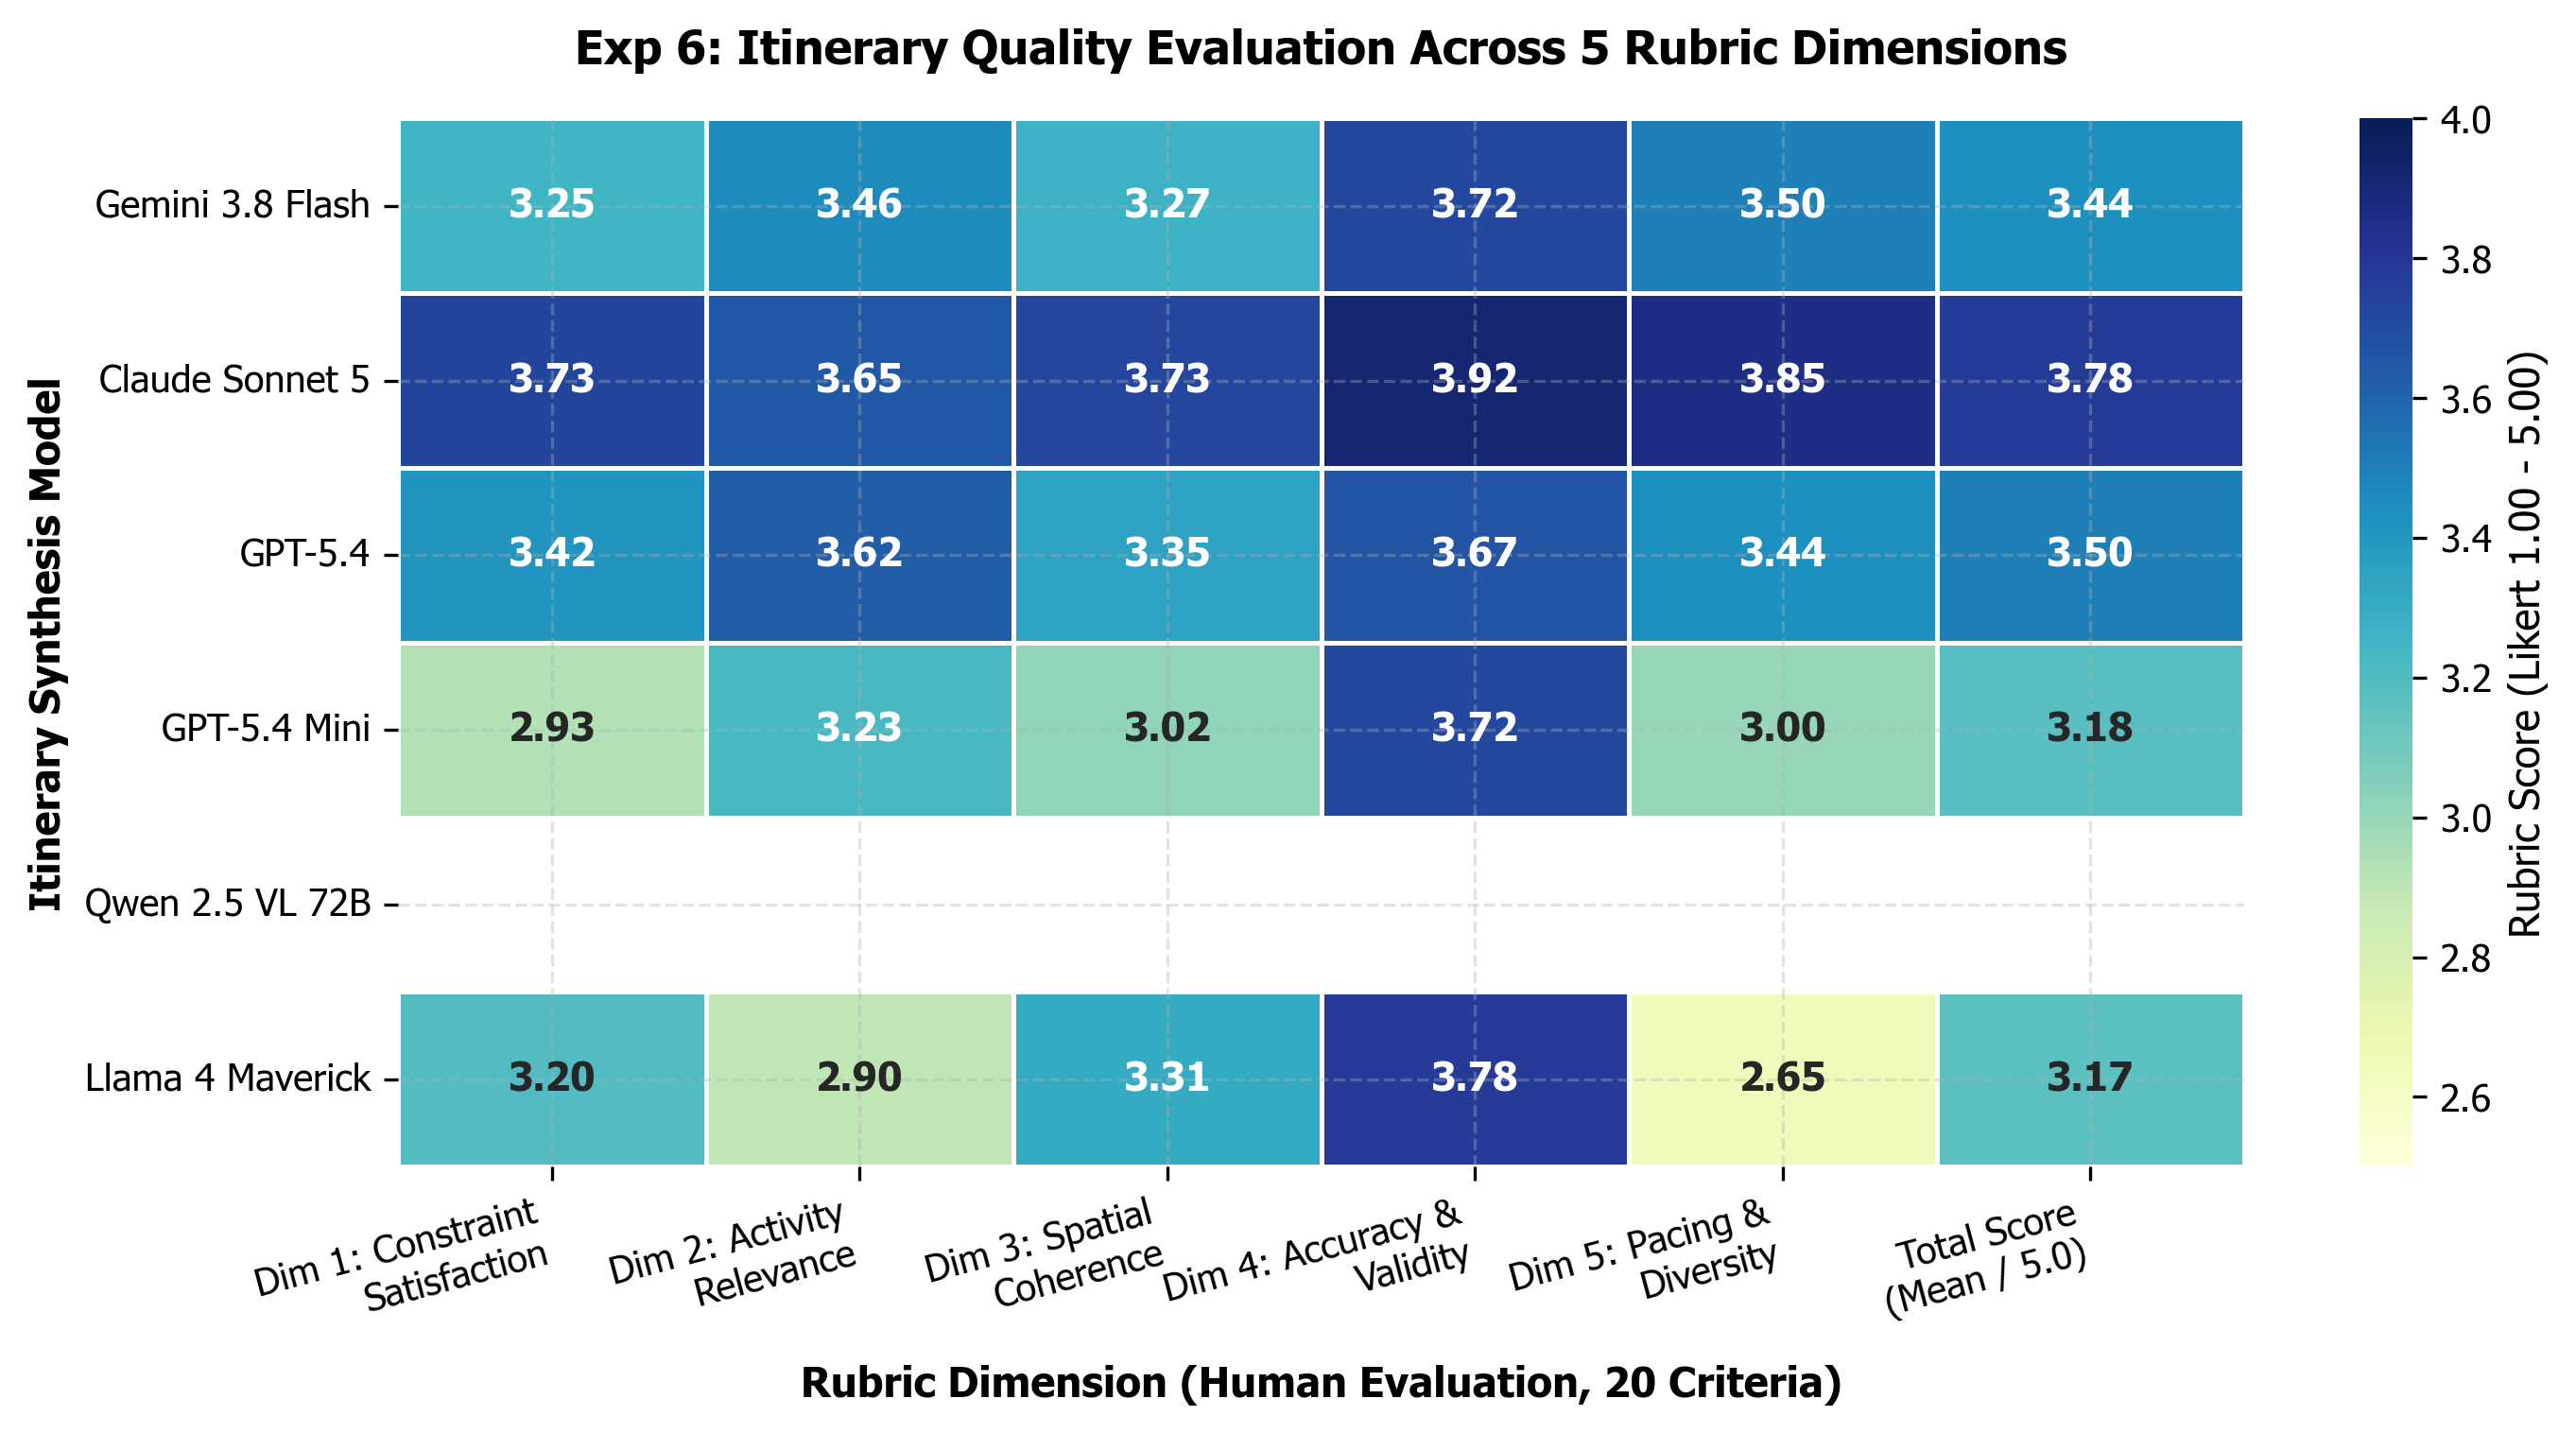 Exp 6: Itinerary Quality Evaluation Across 5 Rubric Dimensions
Itinerary Synthesis Model
Gemini 3.8 Flash
3.25 3.46 3.27 3.72 3.50 3.44
Claude Sonnet 5
3.73 3.65 3.73 3.92 3.85 3.78
GPT-5.4
3.42 3.62 3.35 3.67 3.44 3.50
GPT-5.4 Mini
2.93 3.23 3.02 3.72 3.00 3.18
Qwen 2.5 VL 72B
Llama 4 Maverick
3.20 2.90 3.31 3.78 2.65 3.17
Dim 1: Constraint
Satisfaction
Dim 2: Activity
Relevance
Dim 3: Spatial
Coherence
Dim 4: Accuracy &
Validity
Dim 5: Pacing &
Diversity
Total Score
(Mean / 5.0)
Rubric Dimension (Human Evaluation, 20 Criteria)
4.0
3.8
3.6
3.4
3.2
3.0
2.8
2.6
Rubric Score (Likert 1.00 - 5.00)